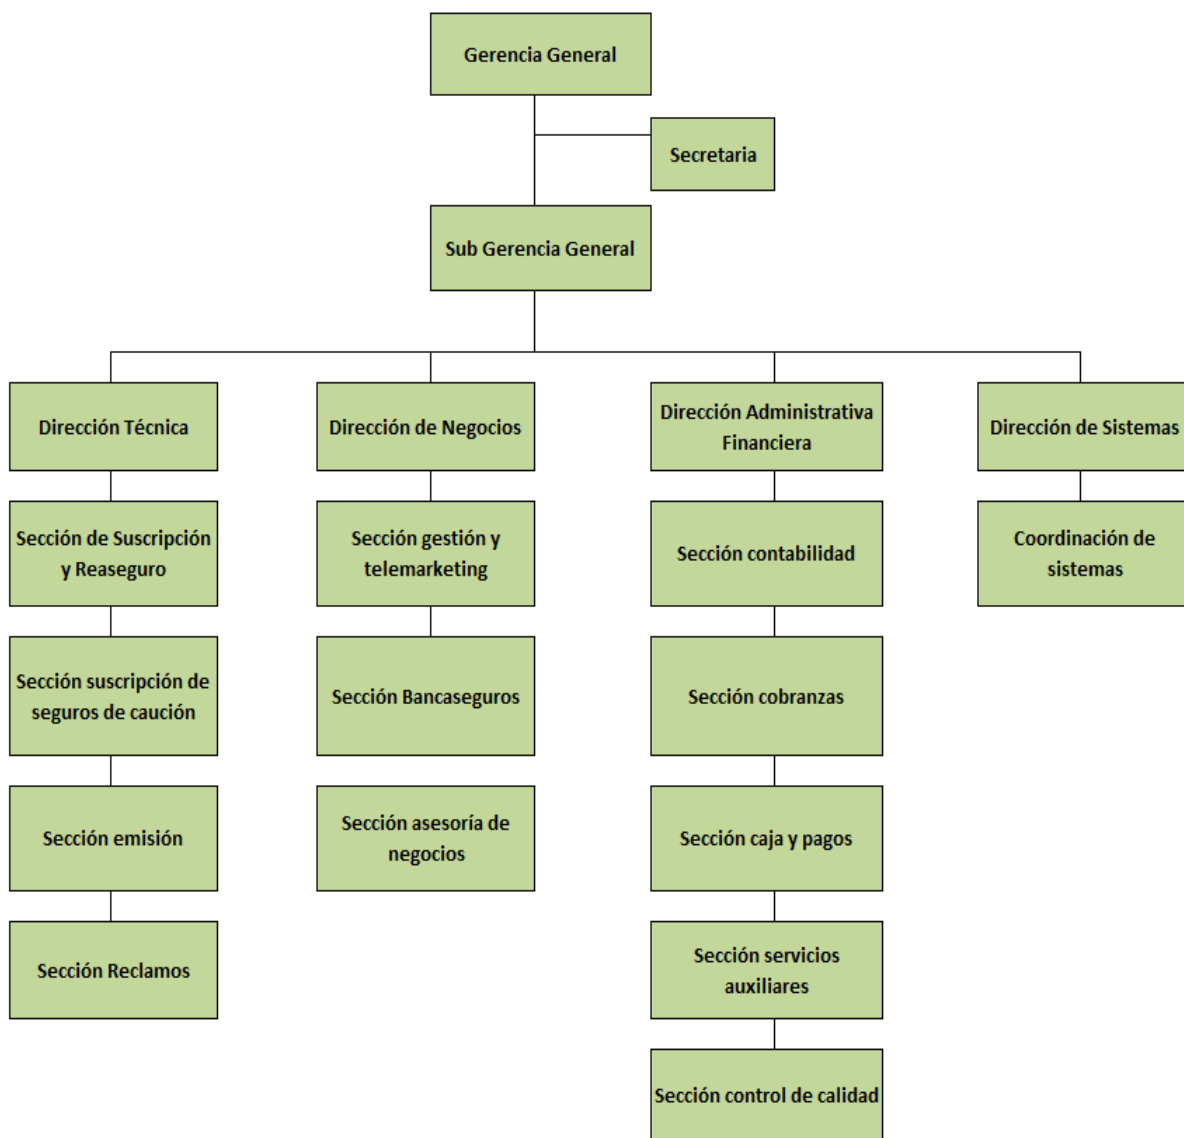 Gerencia General
Secretaria
Sub Gerencia General
Dirección Técnica
Dirección de Negocios
Dirección Administrativa
Financiera
Dirección de Sistemas
Sección de Suscripción
y Reaseguro
Sección gestión y
telemarketing
Sección contabilidad
Coordinación de
sistemas
Sección suscripción de
seguros de caución
Sección Bancaseguros
Sección cobranzas
Sección emisión
Sección asesoría de
negocios
Sección caja y pagos
Sección Reclamos
Sección servicios
auxiliares
Sección control de calidad